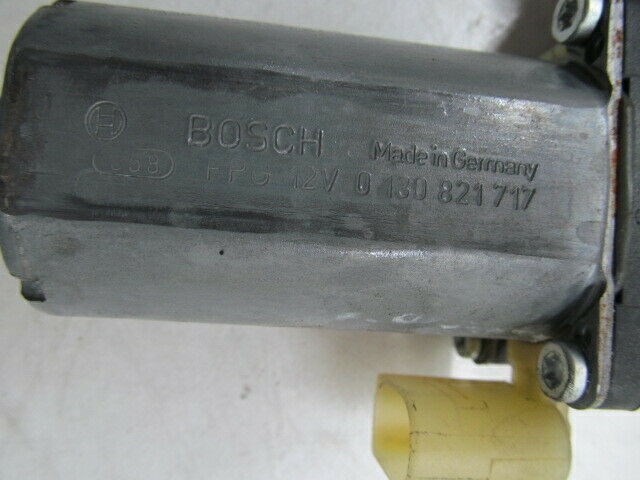 BOSCH Made in Germany
FPG 12V 0 130 821 717